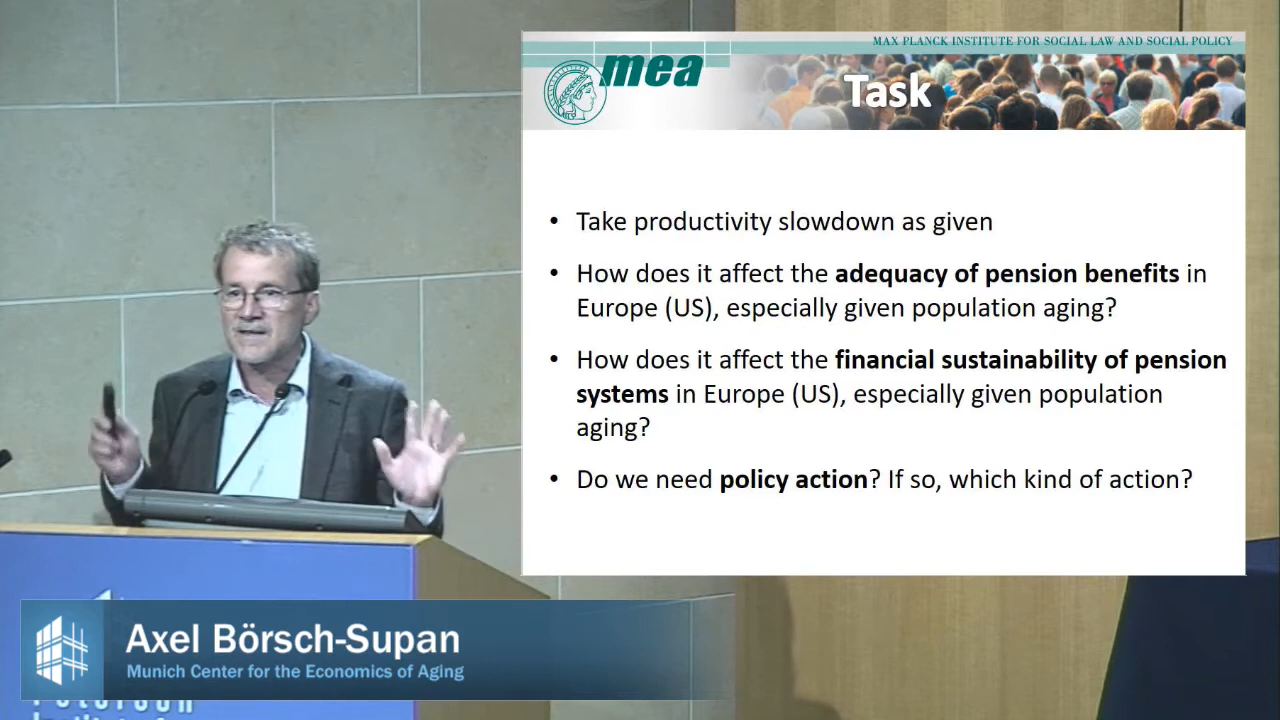 MAX PLANCK INSTITUTE FOR SOCIAL LAW AND SOCIAL POLICY
mea
Task
• Take productivity slowdown as given
• How does it affect the adequacy of pension benefits in
Europe (US), especially given population aging?
• How does it affect the financial sustainability of pension
systems in Europe (US), especially given population
aging?
• Do we need policy action? If so, which kind of action?
Axel Börsch-Supan
Munich Center for the Economics of Aging
Peterson
Institute for